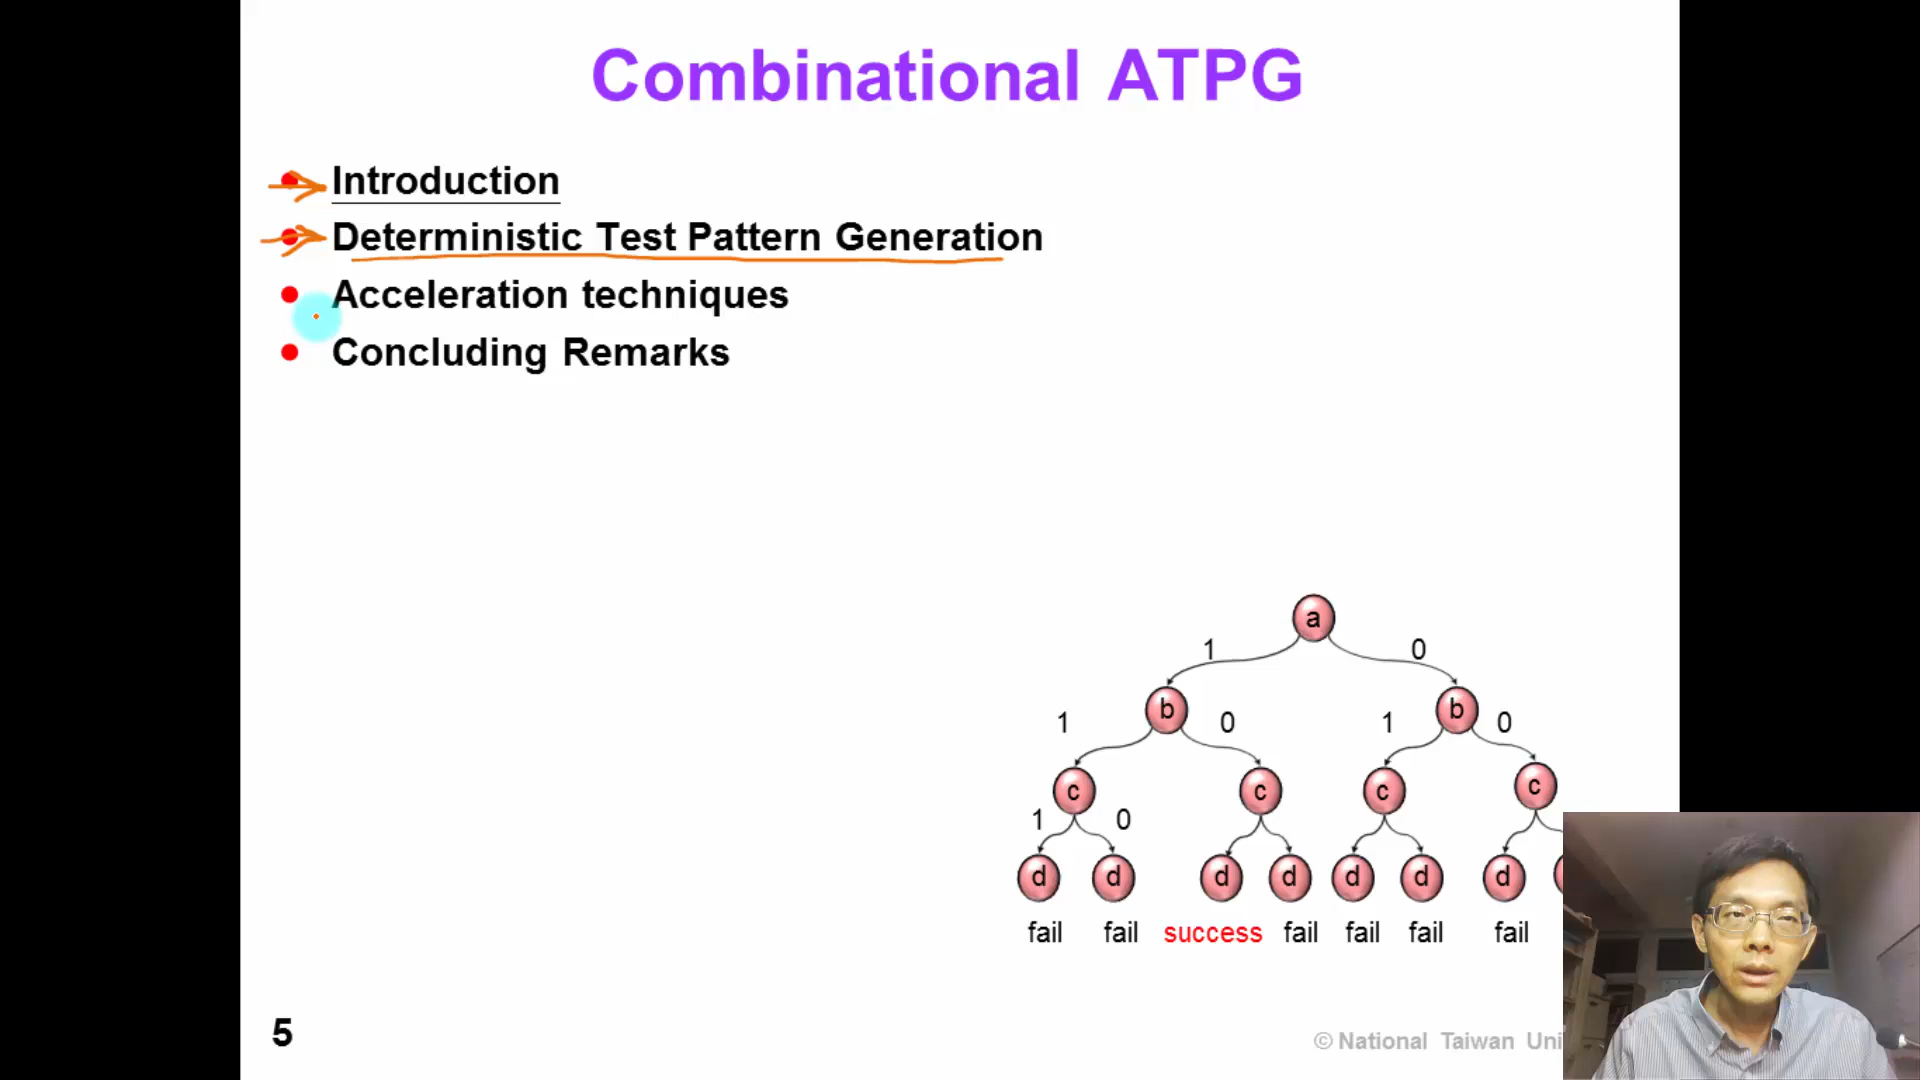 Combinational ATPG
Introduction
Deterministic Test Pattern Generation
Acceleration techniques
Concluding Remarks
a
1 0
b b
1 0 1 0
c c c c
1 0
d d d d d d d
fail fail success fail fail fail fail
5
© National Taiwan Uni